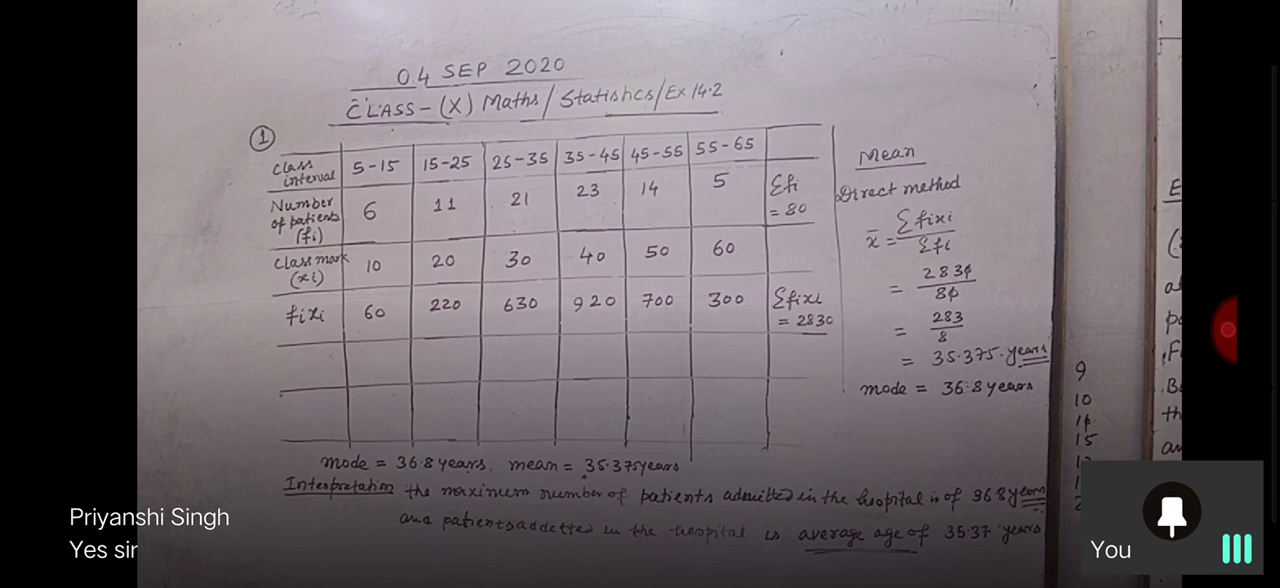 04 SEP 2020
CLASS-(X) Maths/Statistics/Ex 14.2
①
Class interval 5-15 15-25 25-35 35-45 45-55 55-65
Number of patients (fi) 6 11 21 23 14 5 Σfi = 80
Class mark (xi) 10 20 30 40 50 60
fixi 60 220 630 920 700 300 Σfixi = 2830
mode = 36.8 years, mean = 35.375 years
Interpretation the maximum number of patients admitted in the hospital is of 36.8 years
and patients addetted in the hospital is average age of 35.37 years
Mean
Direct method
x̄ = Σfixi / Σfi
= 2830 / 80
= 283 / 8
= 35.375 years
mode = 36.8 years
9
10
15
E
(
Priyanshi Singh
Yes sir
You